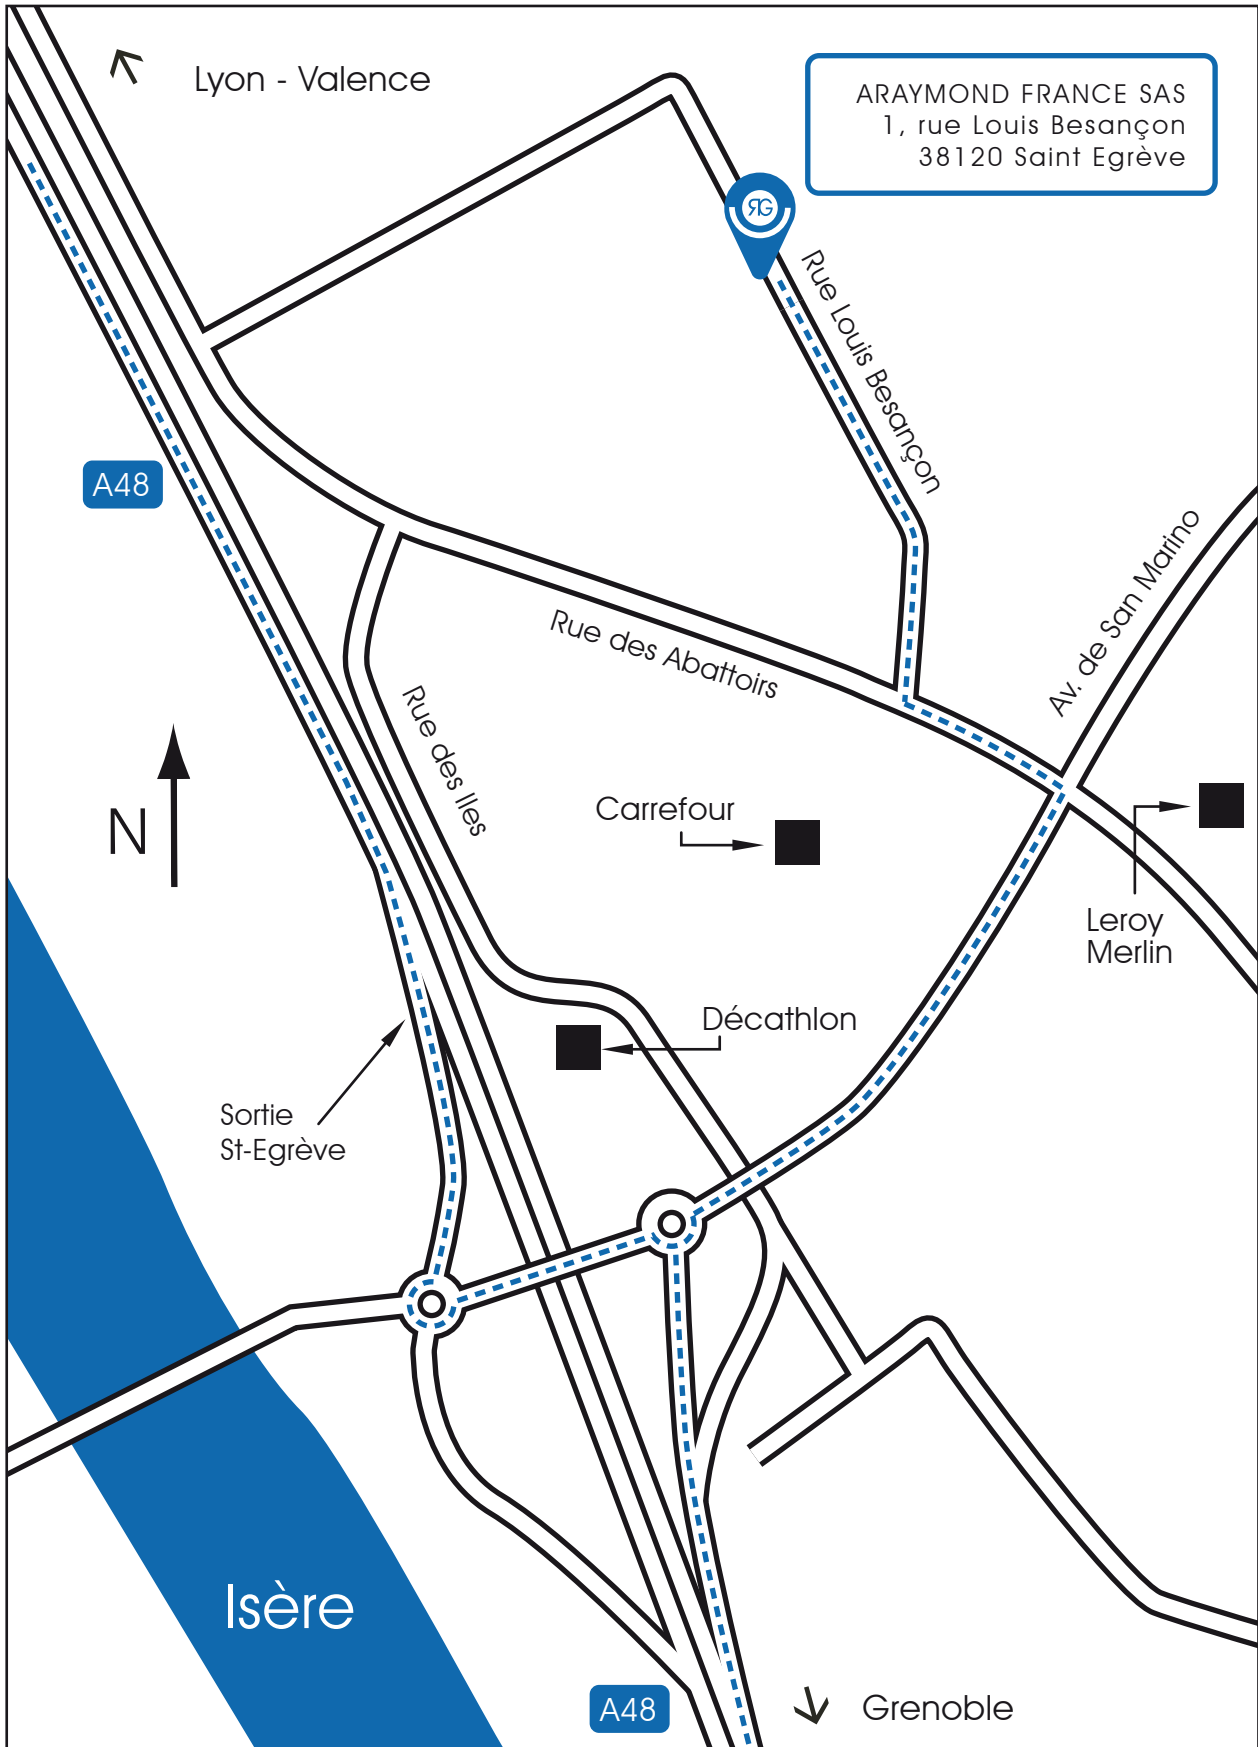 Lyon - Valence
ARAYMOND FRANCE SAS
1, rue Louis Besançon
38120 Saint Egrève
RG
Rue Louis Besançon
A48
Av. de San Marino
Rue des Abattoirs
Rue des Iles
N
Carrefour
Leroy
Merlin
Décathlon
Sortie
St-Egrève
Isère
A48
Grenoble